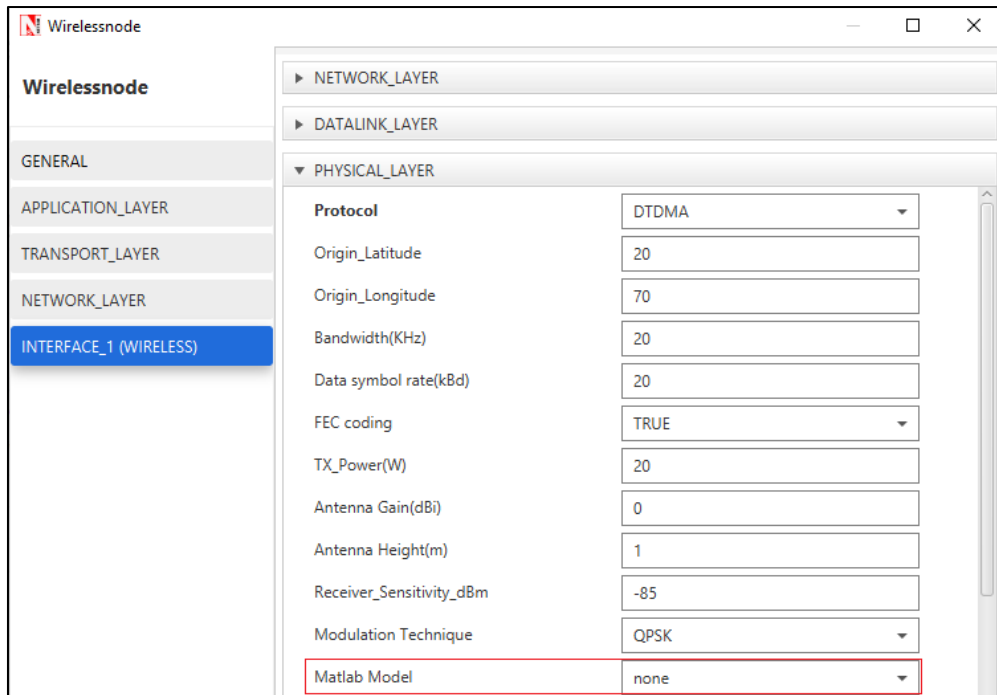 Wirelessnode
Wirelessnode
GENERAL
APPLICATION_LAYER
TRANSPORT_LAYER
NETWORK_LAYER
INTERFACE_1 (WIRELESS)
NETWORK_LAYER
DATALINK_LAYER
PHYSICAL_LAYER
Protocol DTDMA
Origin_Latitude 20
Origin_Longitude 70
Bandwidth(KHz) 20
Data symbol rate(kBd) 20
FEC coding TRUE
TX_Power(W) 20
Antenna Gain(dBi) 0
Antenna Height(m) 1
Receiver_Sensitivity_dBm -85
Modulation Technique QPSK
Matlab Model none